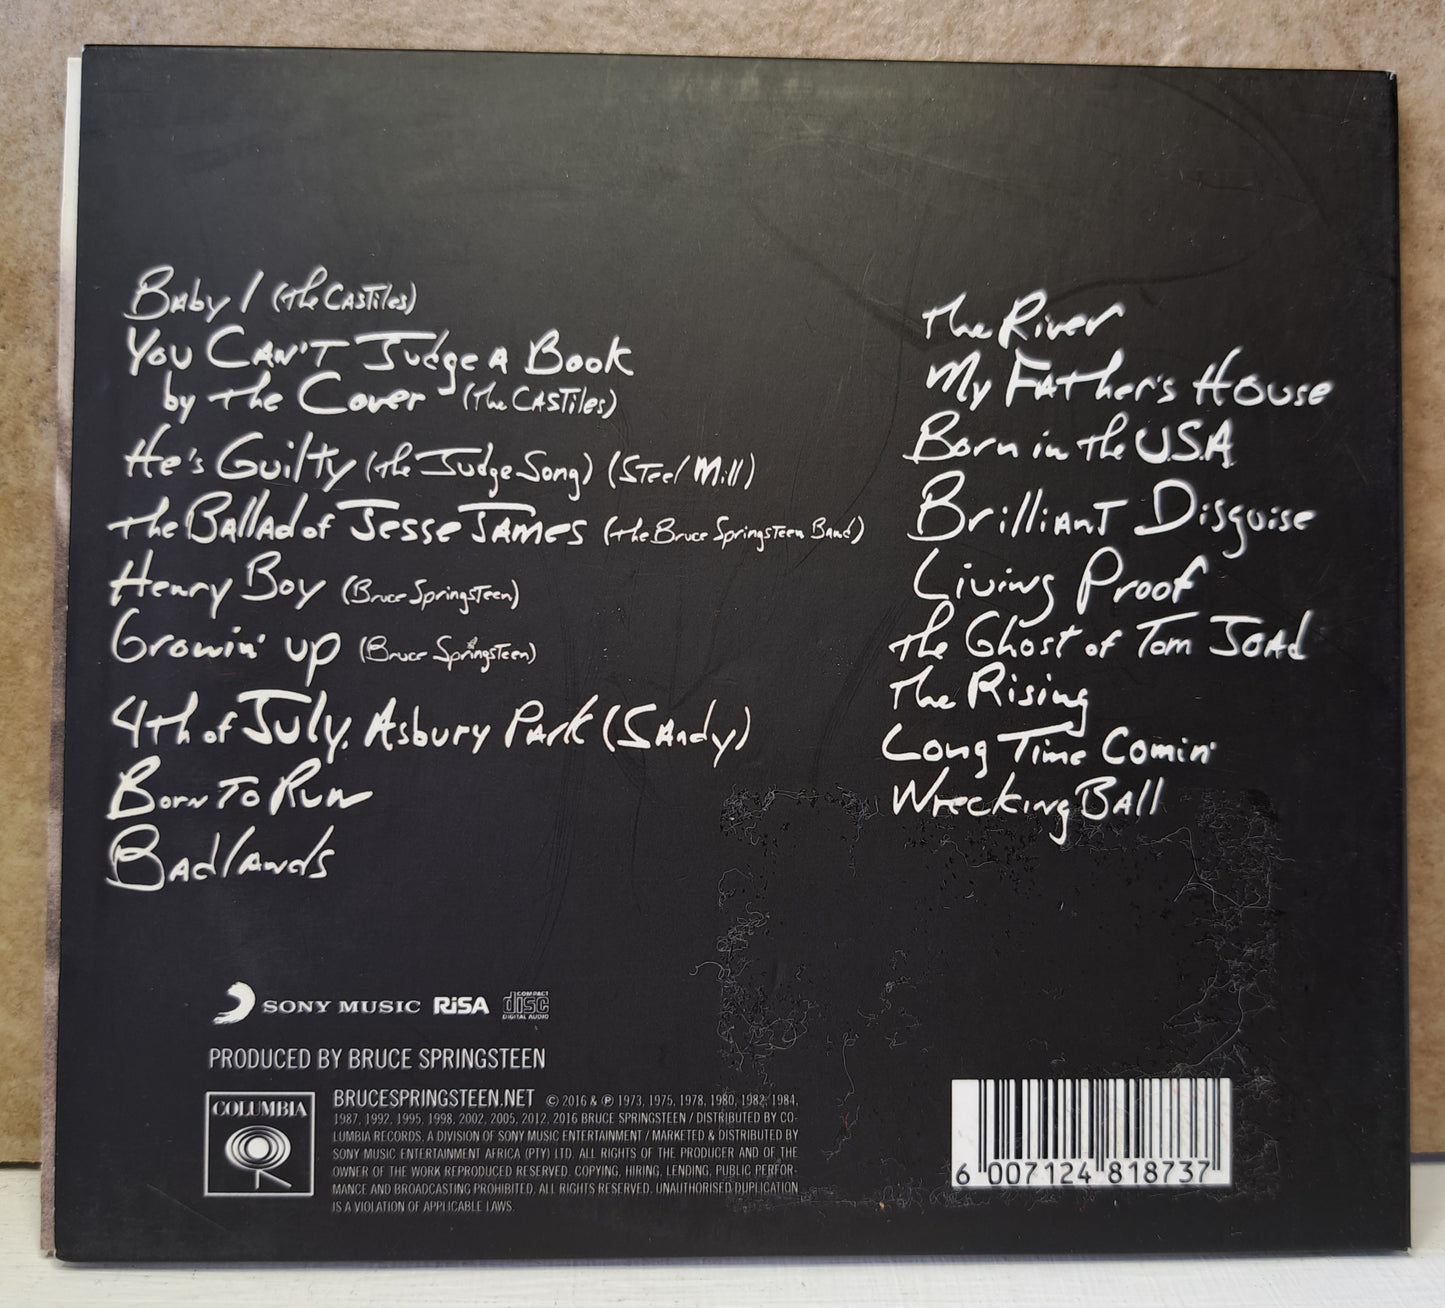 Baby I (The Castiles)
You Can't Judge a Book
by the Cover (The Castiles)
He's Guilty (The Judge Song) (Steel Mill)
The Ballad of Jesse James (The Bruce Springsteen Band)
Henry Boy (Bruce Springsteen)
Growin' up (Bruce Springsteen)
4th of July, Asbury Park (Sandy)
Born To Run
Badlands
The River
My Father's House
Born in the U.S.A
Brilliant Disguise
Living Proof
The Ghost of Tom Joad
The Rising
Long Time Comin'
Wrecking Ball
SONY MUSIC RiSA COMPACT disc DIGITAL AUDIO
PRODUCED BY BRUCE SPRINGSTEEN
COLUMBIA
BRUCESPRINGSTEEN.NET © 2016 & ℗ 1973, 1975, 1978, 1980, 1982, 1984,
1987, 1992, 1995, 1998, 2002, 2005, 2012, 2016 BRUCE SPRINGSTEEN / DISTRIBUTED BY CO-
LUMBIA RECORDS, A DIVISION OF SONY MUSIC ENTERTAINMENT / MARKETED & DISTRIBUTED BY
SONY MUSIC ENTERTAINMENT AFRICA (PTY) LTD. ALL RIGHTS OF THE PRODUCER AND OF THE
OWNER OF THE WORK REPRODUCED RESERVED. COPYING, HIRING, LENDING, PUBLIC PERFOR-
MANCE AND BROADCASTING PROHIBITED. ALL RIGHTS RESERVED. UNAUTHORISED DUPLICATION
IS A VIOLATION OF APPLICABLE LAWS.
6 007124 818737